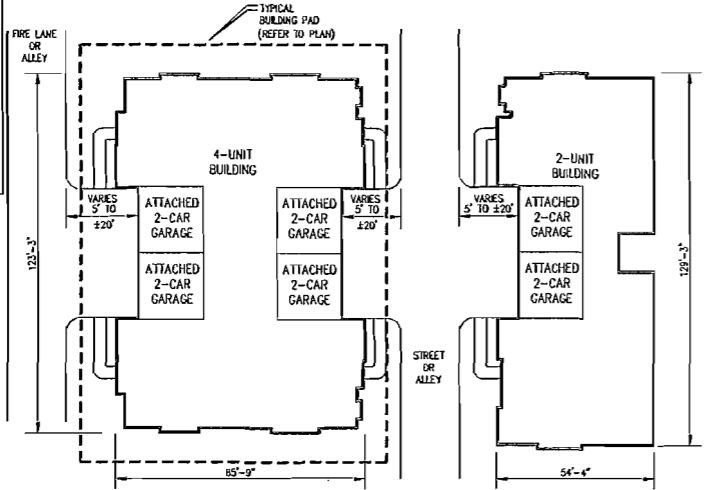 TYPICAL
BUILDING PAD
(REFER TO PLAN)
FIRE LANE
OR
ALLEY
4-UNIT
BUILDING
2-UNIT
BUILDING
VARIES
5' TO
±20'
ATTACHED
2-CAR
GARAGE
ATTACHED
2-CAR
GARAGE
VARIES
5' TO
±20'
VARIES
5' TO ±20'
ATTACHED
2-CAR
GARAGE
ATTACHED
2-CAR
GARAGE
ATTACHED
2-CAR
GARAGE
ATTACHED
2-CAR
GARAGE
123'-3"
129'-3"
STREET
OR
ALLEY
85'-9"
54'-4"